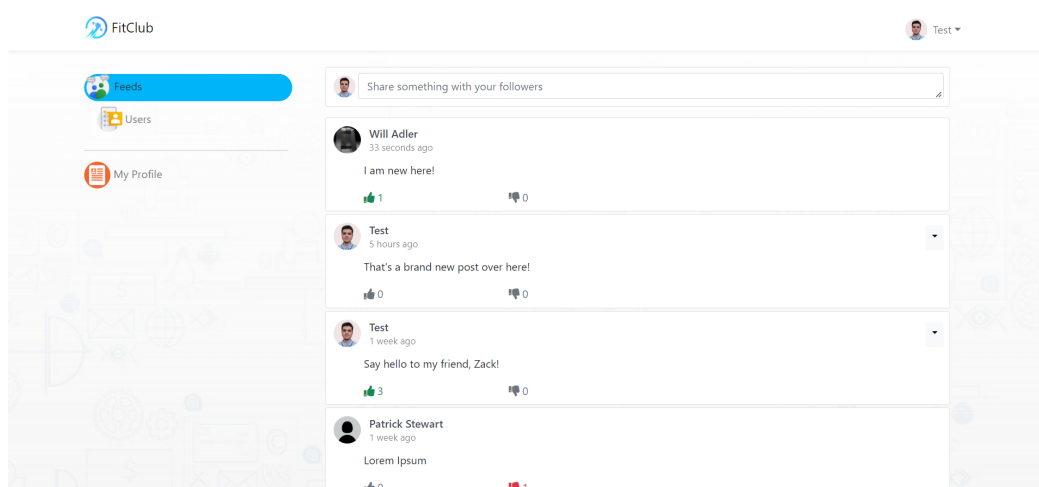 FitClub
Test
Feeds
Users
My Profile
Share something with your followers
Will Adler
33 seconds ago
I am new here!
1 0
Test
5 hours ago
That's a brand new post over here!
0 0
Test
1 week ago
Say hello to my friend, Zack!
3 0
Patrick Stewart
1 week ago
Lorem Ipsum
0 1